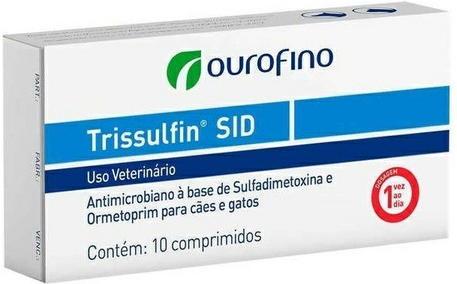 ourofino
Trissulfin® SID
Uso Veterinário
Antimicrobiano à base de Sulfadimetoxina e
Ormetoprim para cães e gatos
Contém: 10 comprimidos
DOSAGEM
1 vez
ao
dia
PART.:
FABR.:
VENC.: